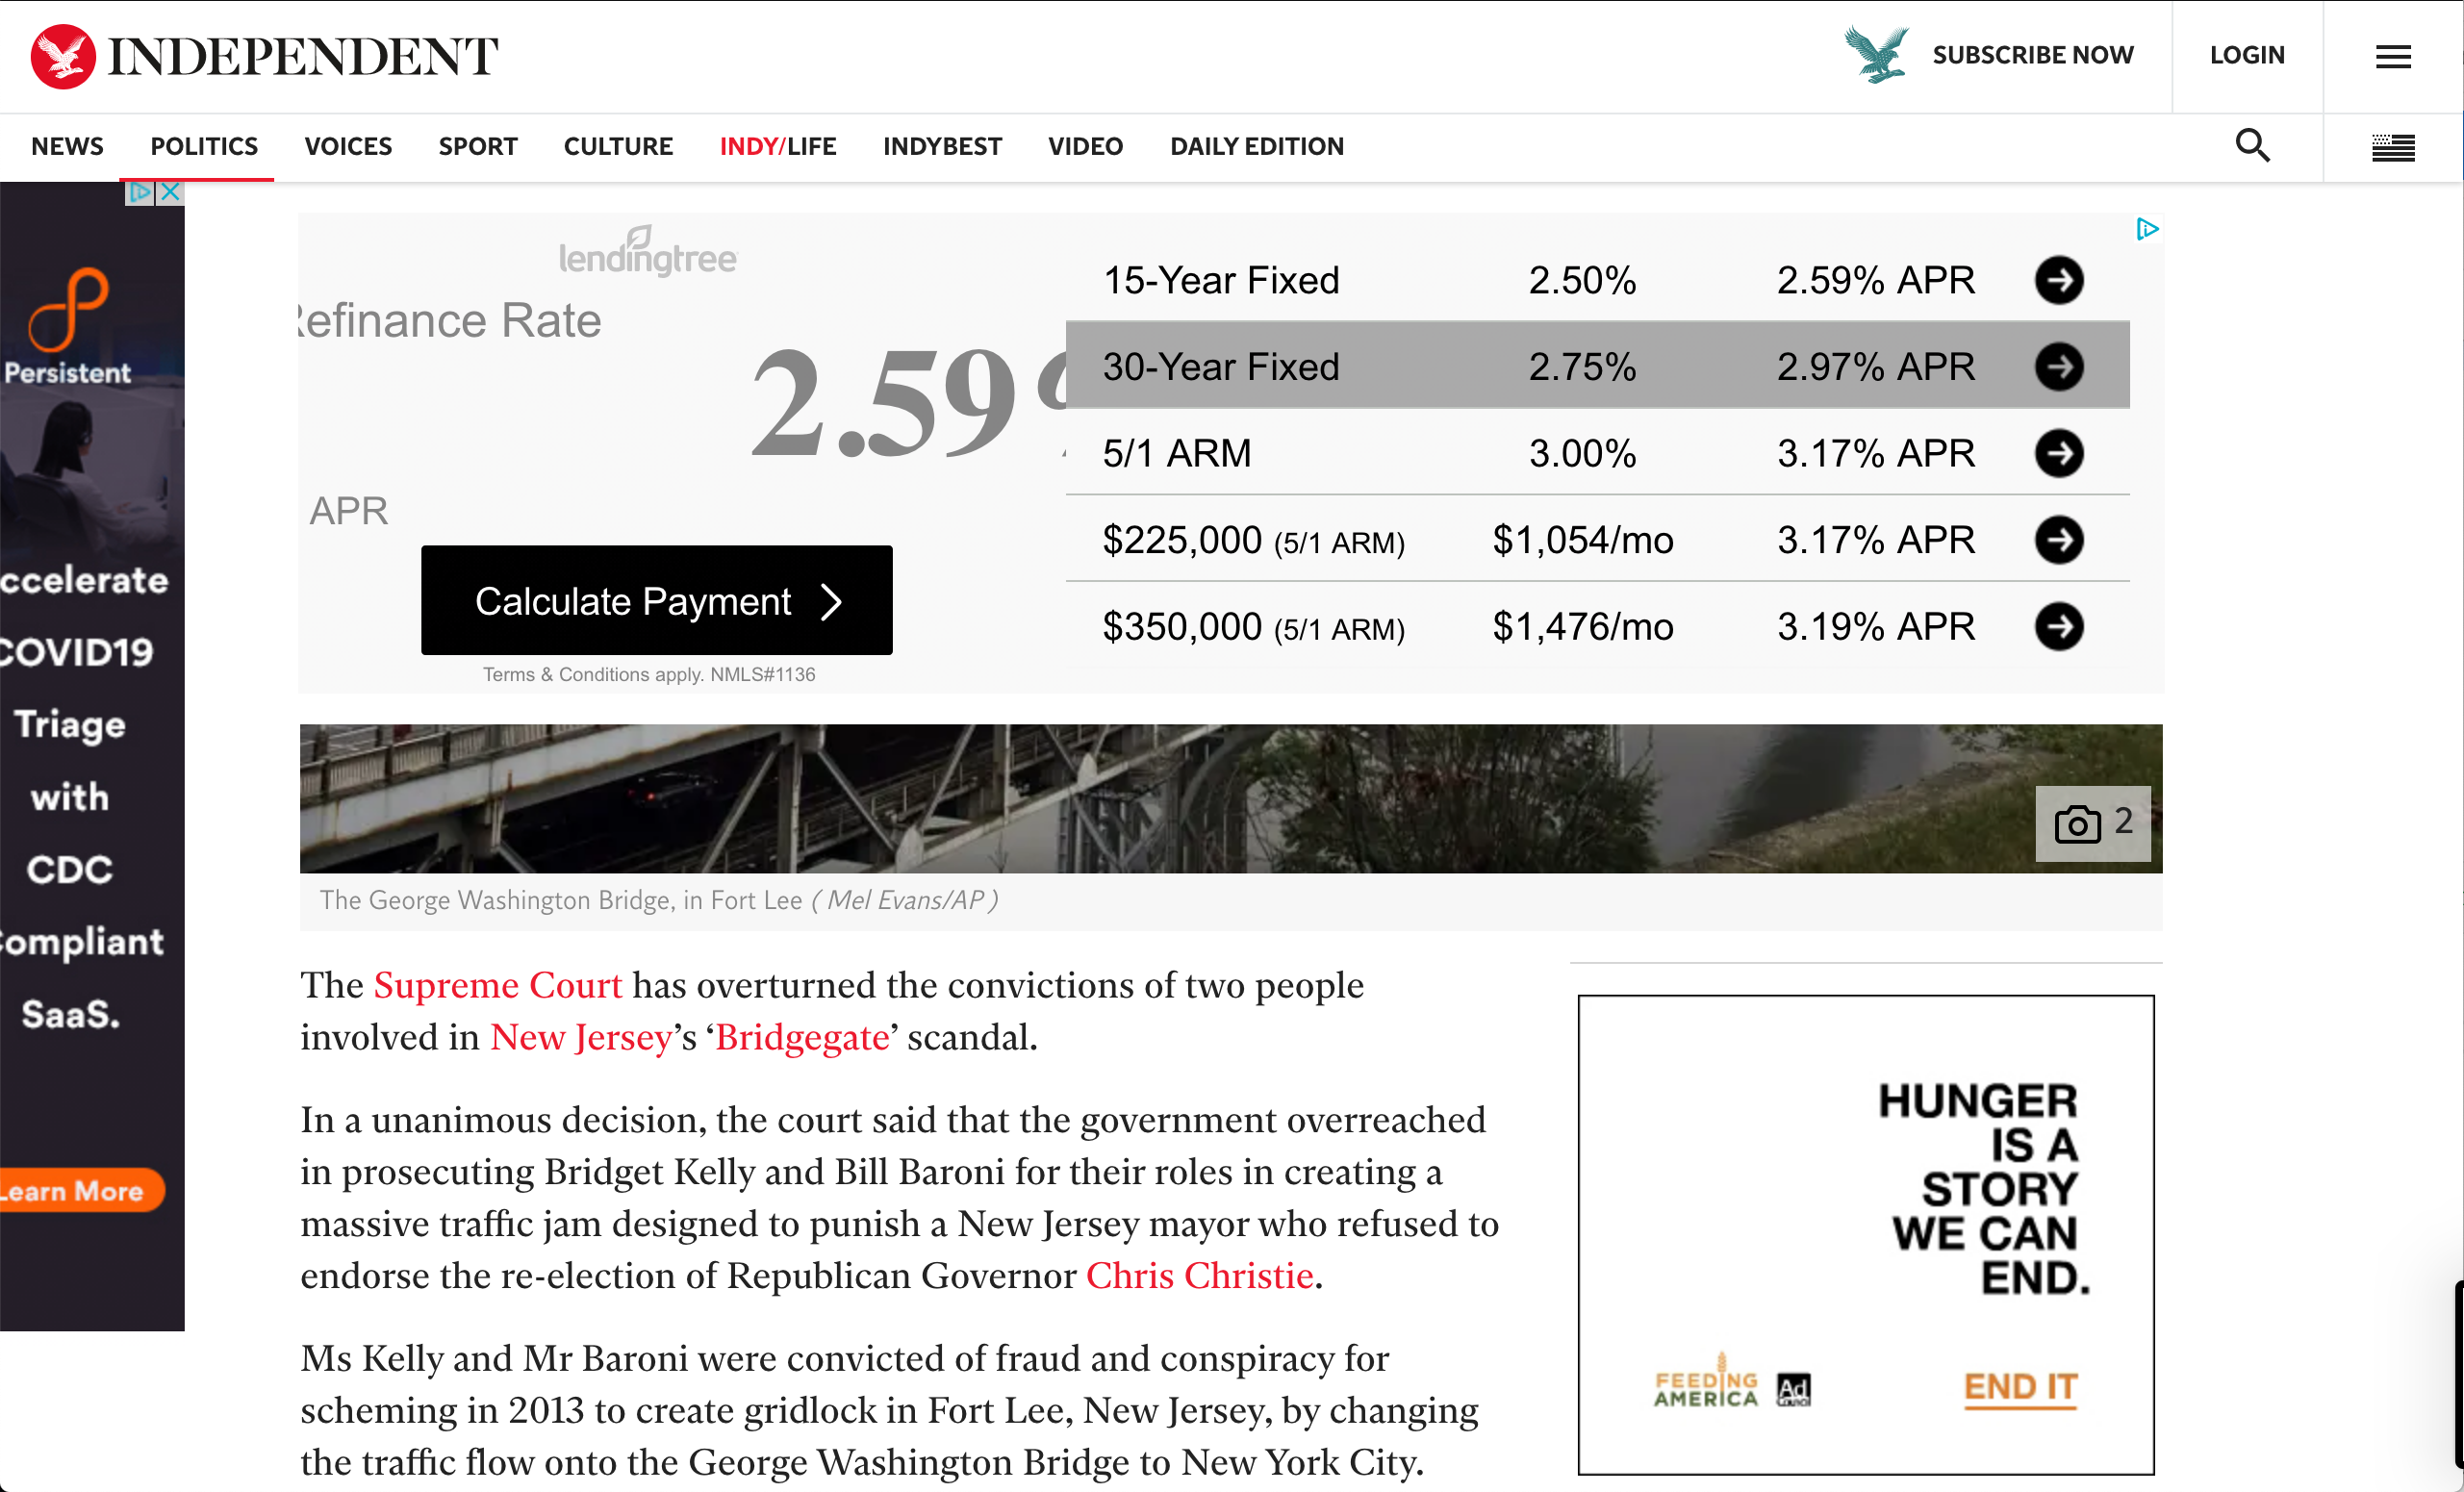 INDEPENDENT
SUBSCRIBE NOW
LOGIN
NEWS POLITICS VOICES SPORT CULTURE INDY/LIFE INDYBEST VIDEO DAILY EDITION
Persistent
ccelerate
COVID19
Triage
with
CDC
ompliant
SaaS.
Learn More
lendingtree
Refinance Rate
2.59%
APR
Calculate Payment
Terms & Conditions apply. NMLS#1136
15-Year Fixed 2.50% 2.59% APR
30-Year Fixed 2.75% 2.97% APR
5/1 ARM 3.00% 3.17% APR
$225,000 (5/1 ARM) $1,054/mo 3.17% APR
$350,000 (5/1 ARM) $1,476/mo 3.19% APR
2
The George Washington Bridge, in Fort Lee ( Mel Evans/AP )
The Supreme Court has overturned the convictions of two people
involved in New Jersey’s ‘Bridgegate’ scandal.
In a unanimous decision, the court said that the government overreached
in prosecuting Bridget Kelly and Bill Baroni for their roles in creating a
massive traffic jam designed to punish a New Jersey mayor who refused to
endorse the re-election of Republican Governor Chris Christie.
Ms Kelly and Mr Baroni were convicted of fraud and conspiracy for
scheming in 2013 to create gridlock in Fort Lee, New Jersey, by changing
the traffic flow onto the George Washington Bridge to New York City.
HUNGER
IS A
STORY
WE CAN
END.
FEEDING
AMERICA
Ad
Council
END IT